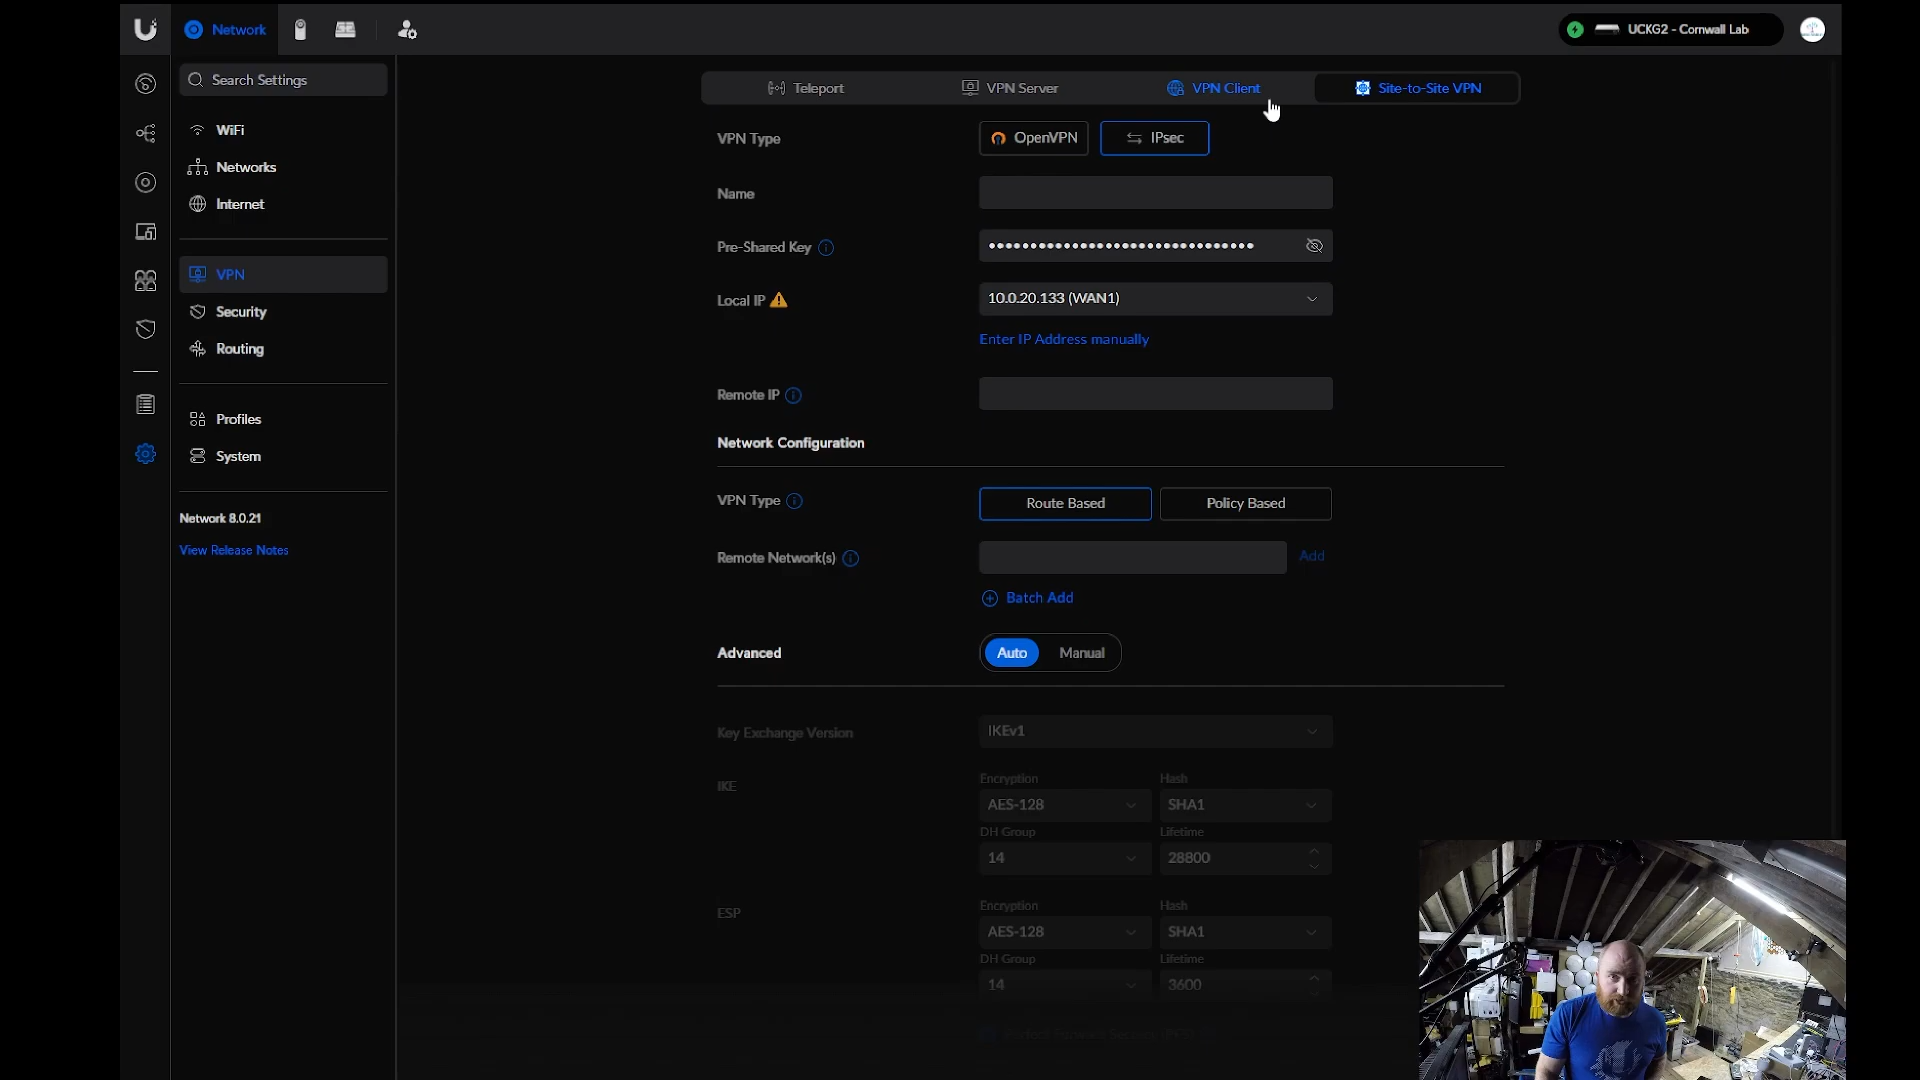 Network
UCKG2 - Cornwall Lab
Search Settings
WiFi
Networks
Internet
VPN
Security
Routing
Profiles
System
Network 8.0.21
View Release Notes
Teleport
VPN Server
VPN Client
Site-to-Site VPN
VPN Type
OpenVPN
IPsec
Name
Pre-Shared Key
Local IP
10.0.20.133 (WAN1)
Enter IP Address manually
Remote IP
Network Configuration
VPN Type
Route Based
Policy Based
Remote Network(s)
Add
Batch Add
Advanced
Auto
Manual
Key Exchange Version
IKEv1
IKE
Encryption
Hash
AES-128
SHA1
DH Group
Lifetime
14
28800
ESP
Encryption
Hash
AES-128
SHA1
DH Group
Lifetime
14
3600